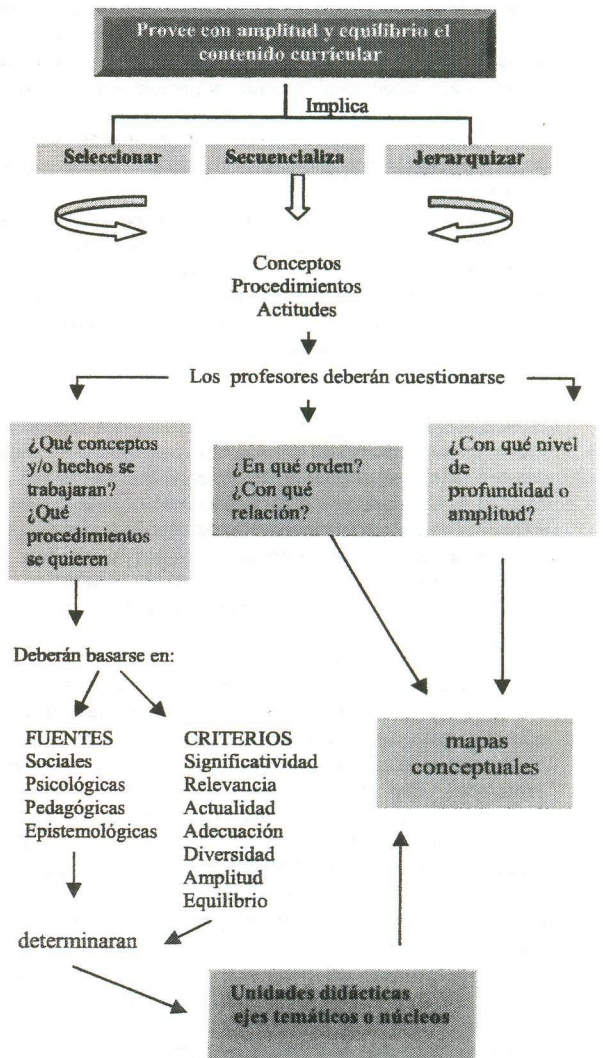 Provee con amplitud y equilibrio el
contenido curricular
Implica
Seleccionar
Secuencializa
Jerarquizar
Conceptos
Procedimientos
Actitudes
Los profesores deberán cuestionarse
¿Qué conceptos
y/o hechos se
trabajaran?
¿Qué
procedimientos
se quieren
¿En qué orden?
¿Con qué
relación?
¿Con qué nivel
de
profundidad o
amplitud?
Deberán basarse en:
FUENTES
Sociales
Psicológicas
Pedagógicas
Epistemológicas
CRITERIOS
Significatividad
Relevancia
Actualidad
Adecuación
Diversidad
Amplitud
Equilibrio
mapas
conceptuales
determinaran
Unidades didácticas
ejes temáticos o núcleos